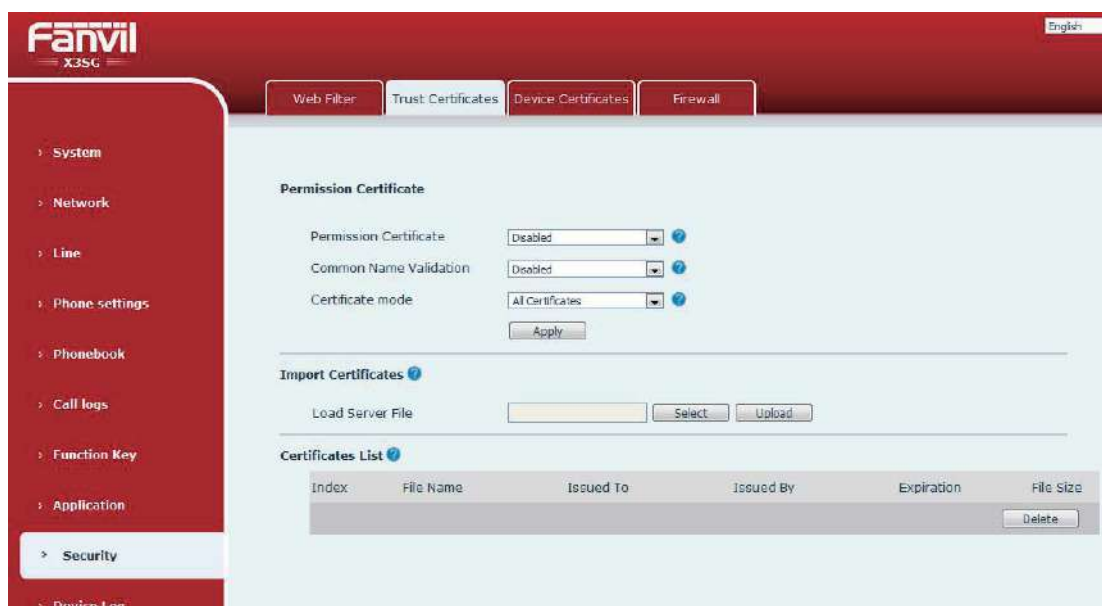 English
Fanvil
X3SG
Web Filter Trust Certificates Device Certificates Firewall
› System
› Network
› Line
› Phone settings
› Phonebook
› Call logs
› Function Key
› Application
› Security
› Device Log
Permission Certificate
Permission Certificate Disabled
Common Name Validation Disabled
Certificate mode All Certificates
Apply
Import Certificates
Load Server File Select Upload
Certificates List
Index File Name Issued To Issued By Expiration File Size
Delete